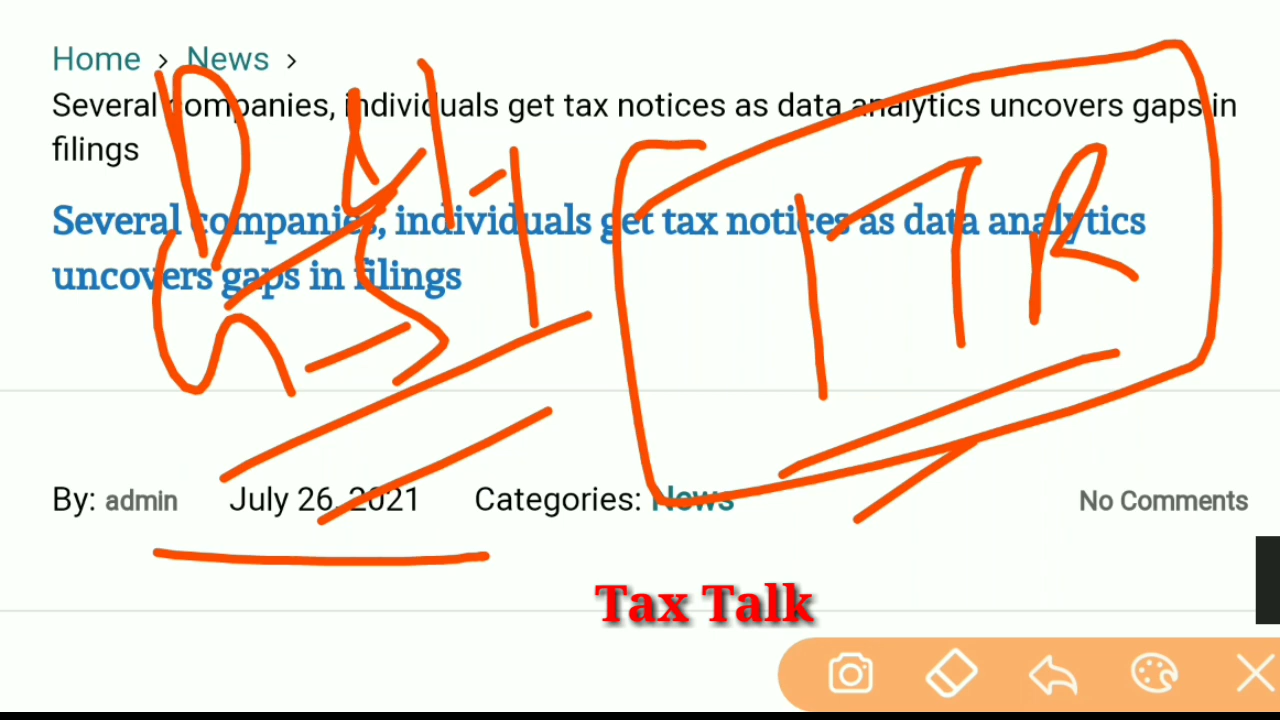 Home › News ›
Several companies, individuals get tax notices as data analytics uncovers gaps in
filings
Several companies, individuals get tax notices as data analytics
uncovers gaps in filings
ITR
By: admin July 26, 2021 Categories: News No Comments
Tax Talk